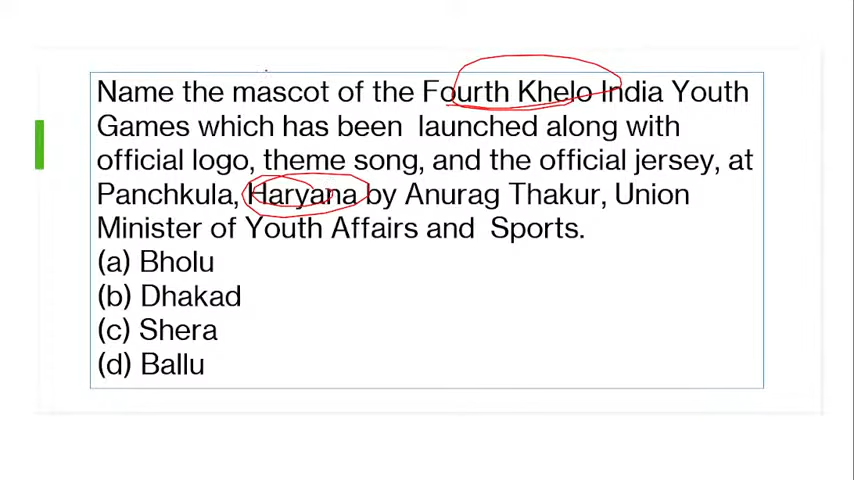 Name the mascot of the Fourth Khelo India Youth
Games which has been launched along with
official logo, theme song, and the official jersey, at
Panchkula, Haryana by Anurag Thakur, Union
Minister of Youth Affairs and Sports.
(a) Bholu
(b) Dhakad
(c) Shera
(d) Ballu